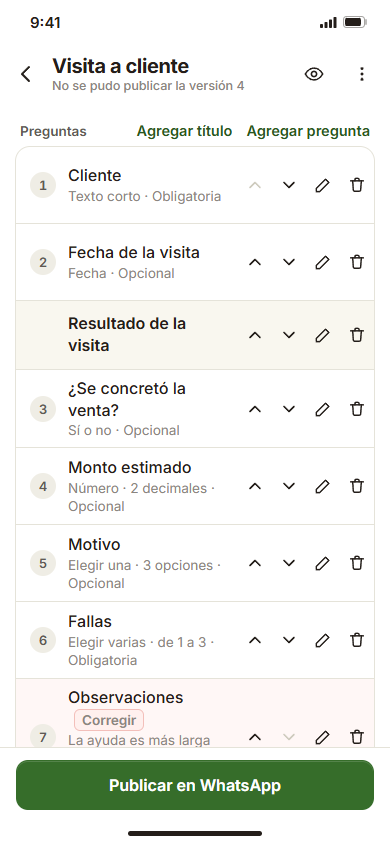 9:41
Visita a cliente
No se pudo publicar la versión 4
Preguntas
Agregar título
Agregar pregunta
1
Cliente
Texto corto · Obligatoria
2
Fecha de la visita
Fecha · Opcional
Resultado de la
visita
3
¿Se concretó la
venta?
Sí o no · Opcional
4
Monto estimado
Número · 2 decimales ·
Opcional
5
Motivo
Elegir una · 3 opciones ·
Opcional
6
Fallas
Elegir varias · de 1 a 3 ·
Obligatoria
7
Observaciones
Corregir
La ayuda es más larga
Publicar en WhatsApp